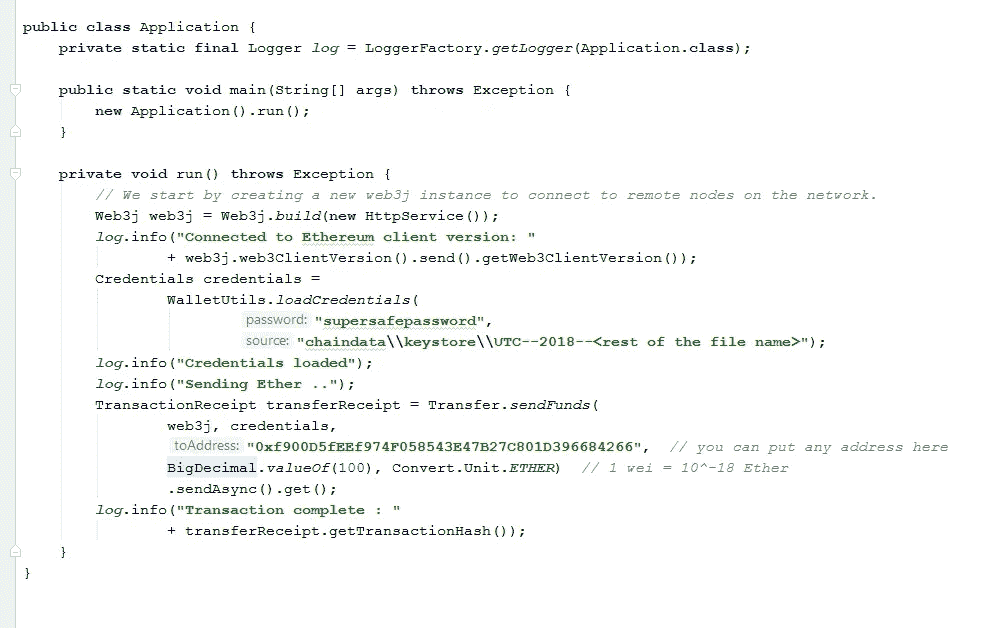 public class Application {
    private static final Logger log = LoggerFactory.getLogger(Application.class);

    public static void main(String[] args) throws Exception {
        new Application().run();
    }

    private void run() throws Exception {
        // We start by creating a new web3j instance to connect to remote nodes on the network.
        Web3j web3j = Web3j.build(new HttpService());
        log.info("Connected to Ethereum client version: "
                + web3j.web3ClientVersion().send().getWeb3ClientVersion());
        Credentials credentials =
                WalletUtils.loadCredentials(
                        password: "supersafepassword",
                        source: "chaindata\\keystore\\UTC--2018--<rest of the file name>");
        log.info("Credentials loaded");
        log.info("Sending Ether ..");
        TransactionReceipt transferReceipt = Transfer.sendFunds(
                web3j, credentials,
                toAddress: "0xf900D5fEEf974F058543E47B27C801D396684266",  // you can put any address here
                BigDecimal.valueOf(100), Convert.Unit.ETHER)  // 1 wei = 10^-18 Ether
                .sendAsync().get();
        log.info("Transaction complete : "
                + transferReceipt.getTransactionHash());
    }
}